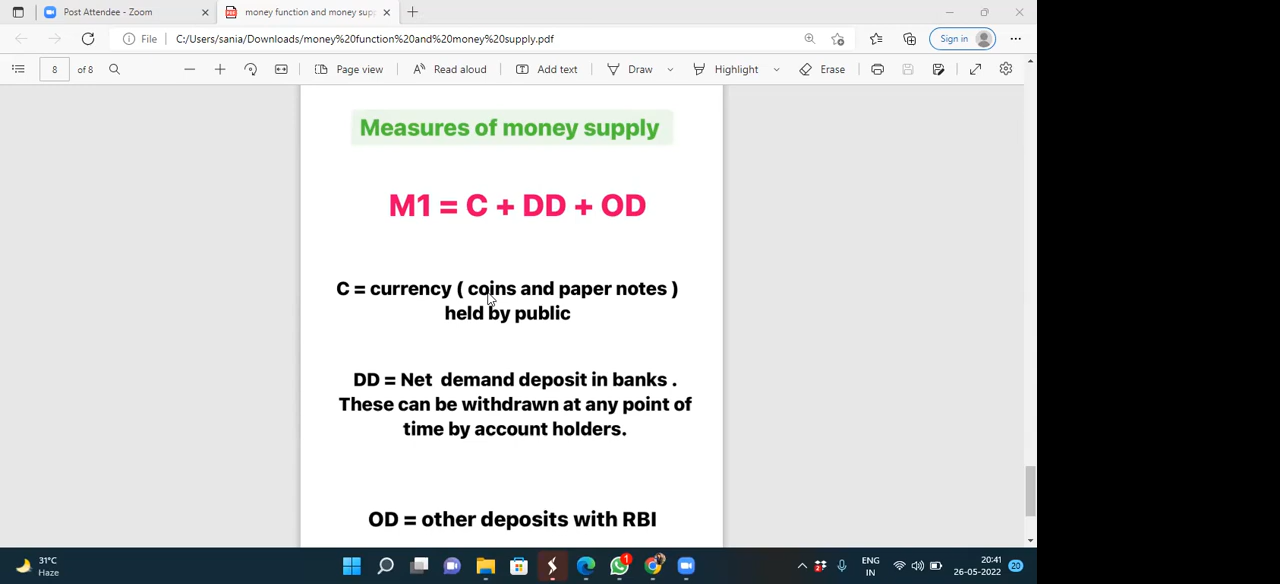 Post Attendee - Zoom
money function and money sup
File
C:/Users/sania/Downloads/money%20function%20and%20money%20supply.pdf
Sign in
8 of 8
Page view
Read aloud
Add text
Draw
Highlight
Erase
Measures of money supply
M1 = C + DD + OD
C = currency ( coins and paper notes )
held by public
DD = Net demand deposit in banks .
These can be withdrawn at any point of
time by account holders.
OD = other deposits with RBI
31°C
Haze
1
ENG
IN
20:41
26-05-2022
20